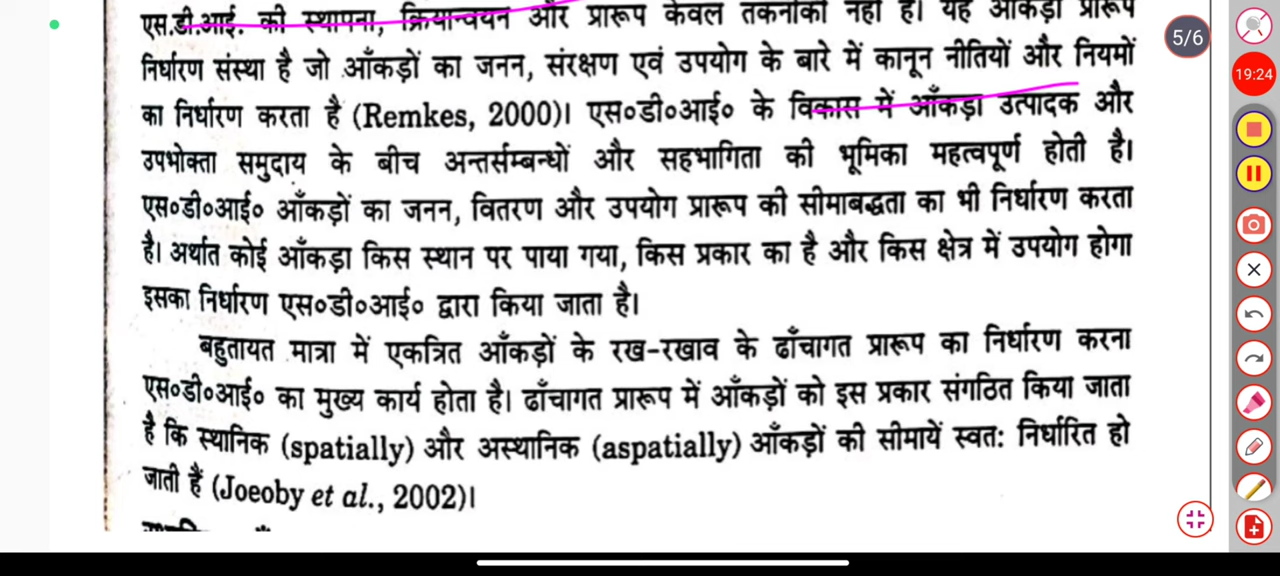 एस.डी.आई. की स्थापना, क्रियान्वयन और प्रारूप केवल तकनीकी नहीं है। यह आँकड़ा प्रारूप
निर्धारण संस्था है जो आँकड़ों का जनन, संरक्षण एवं उपयोग के बारे में कानून नीतियों और नियमों
का निर्धारण करता है (Remkes, 2000)। एस०डी०आई० के विकास में आँकड़ा उत्पादक और
उपभोक्ता समुदाय के बीच अन्तर्सम्बन्धों और सहभागिता की भूमिका महत्वपूर्ण होती है।
एस०डी०आई० आँकड़ों का जनन, वितरण और उपयोग प्रारूप की सीमाबद्धता का भी निर्धारण करता
है। अर्थात कोई आँकड़ा किस स्थान पर पाया गया, किस प्रकार का है और किस क्षेत्र में उपयोग होगा
इसका निर्धारण एस०डी०आई० द्वारा किया जाता है।
बहुतायत मात्रा में एकत्रित आँकड़ों के रख-रखाव के ढाँचागत प्रारूप का निर्धारण करना
एस०डी०आई० का मुख्य कार्य होता है। ढाँचागत प्रारूप में आँकड़ों को इस प्रकार संगठित किया जाता
है कि स्थानिक (spatially) और अस्थानिक (aspatially) आँकड़ों की सीमायें स्वत: निर्धारित हो
जाती हैं (Joeoby et al., 2002)।
5/6
19:24